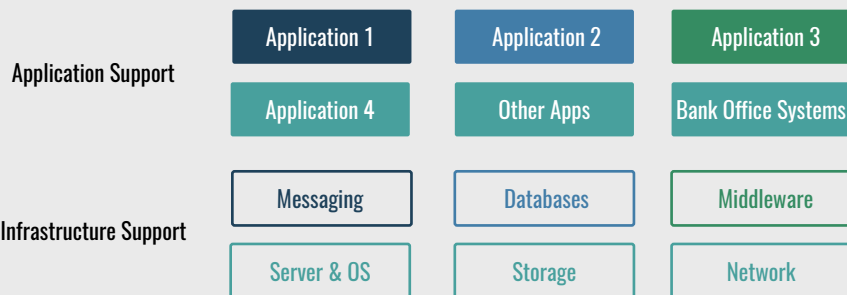 Application Support
Application 1
Application 2
Application 3
Application 4
Other Apps
Bank Office Systems
Infrastructure Support
Messaging
Databases
Middleware
Server & OS
Storage
Network